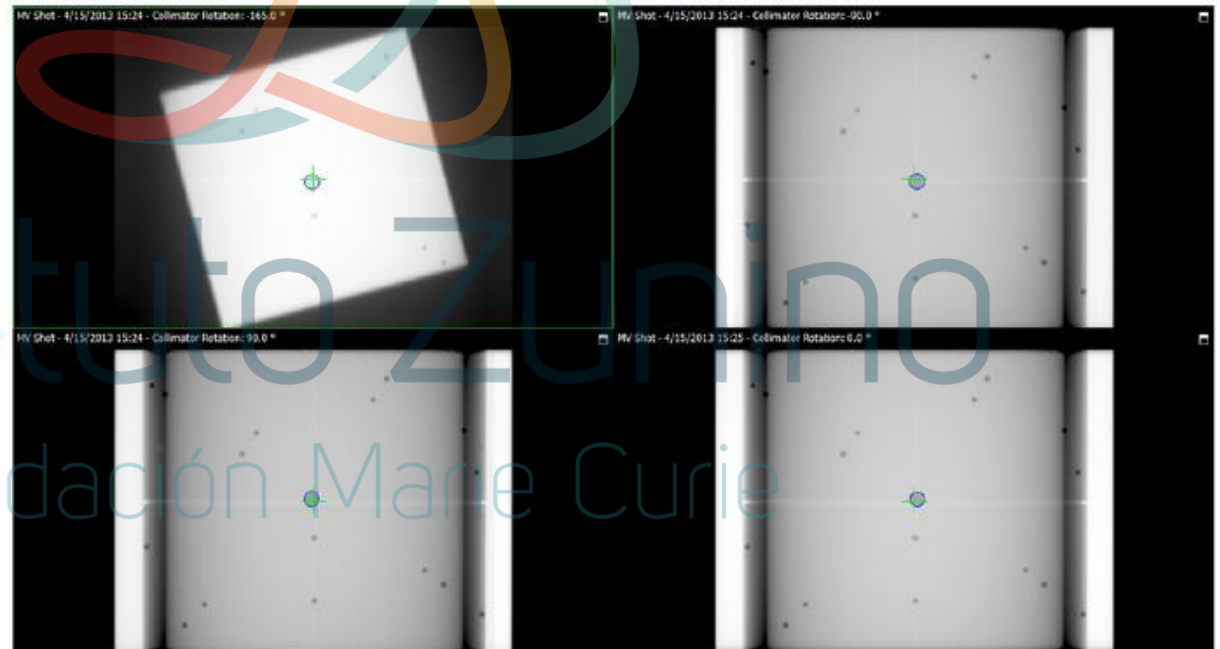 MV Shot - 4/15/2013 15:24 - Collimator Rotation: -165.0 °
MV Shot - 4/15/2013 15:24 - Collimator Rotation: -90.0 °
tuto Zunino
MV Shot - 4/15/2013 15:24 - Collimator Rotation: 90.0 °
MV Shot - 4/15/2013 15:25 - Collimator Rotation: 0.0 °
dación Marie Curie